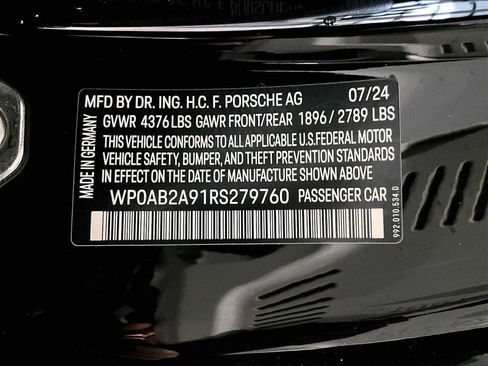 MFD BY DR. ING. H.C. F. PORSCHE AG 07/24
GVWR 4376 LBS GAWR FRONT/REAR 1896 / 2789 LBS
THIS VEHICLE CONFORMS TO ALL APPLICABLE U.S.FEDERAL MOTOR
VEHICLE SAFETY, BUMPER, AND THEFT PREVENTION STANDARDS
IN EFFECT ON THE DATE OF MANUFACTURE SHOWN ABOVE
WP0AB2A91RS279760 PASSENGER CAR
MADE IN GERMANY
992.010.534.D